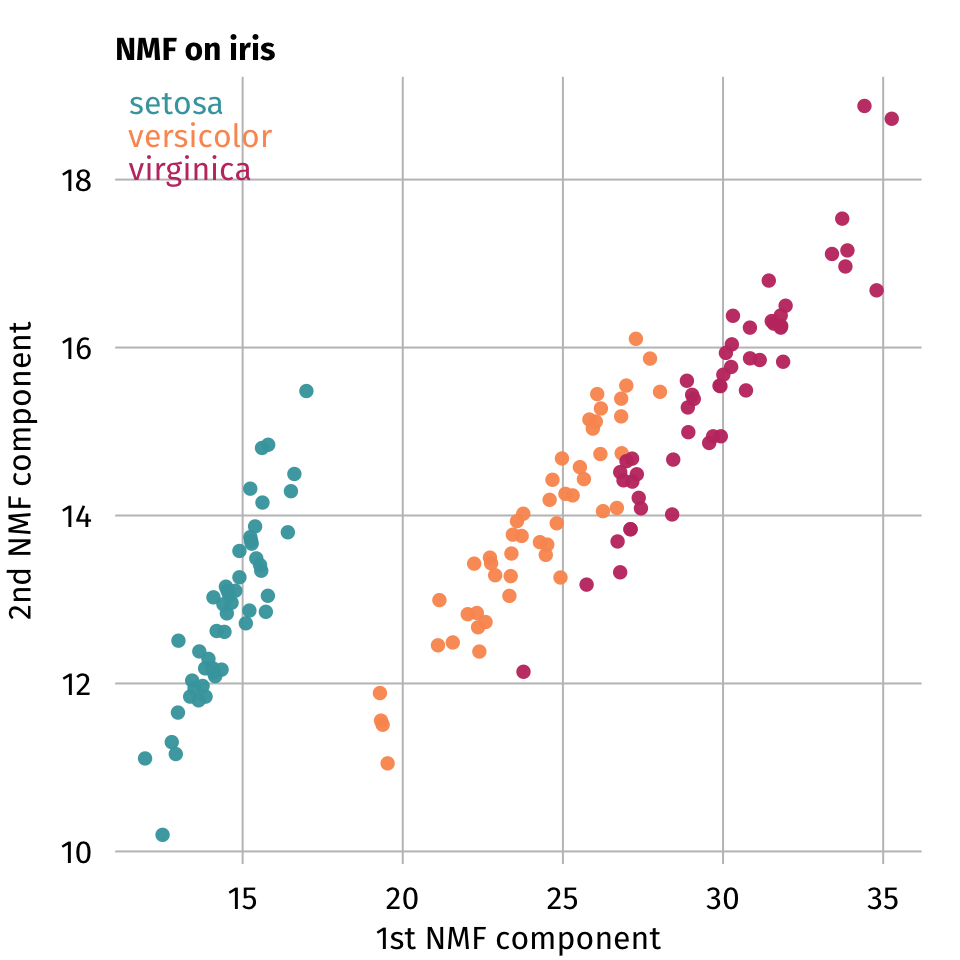 NMF on iris
setosa
versicolor
virginica
18
16
14
12
10
2nd NMF component
15 20 25 30 35
1st NMF component